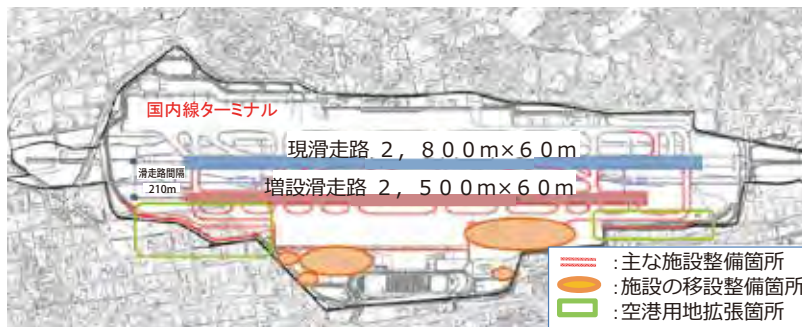 国内線ターミナル
現滑走路 2，800m×60m
滑走路間隔
210m
増設滑走路 2，500m×60m
：主な施設整備箇所
：施設の移設整備箇所
：空港用地拡張箇所